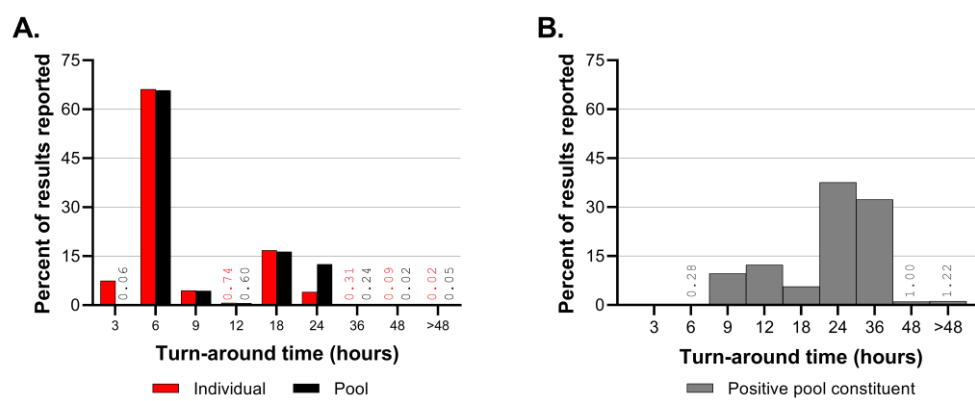 A.
Percent of results reported
75
60
45
30
15
0
0.06
0.74
0.60
0.31
0.24
0.09
0.02
0.02
0.05
3 6 9 12 18 24 36 48 >48
Turn-around time (hours)
Individual Pool
B.
Percent of results reported
75
60
45
30
15
0
0.28
1.00
1.22
3 6 9 12 18 24 36 48 >48
Turn-around time (hours)
Positive pool constituent